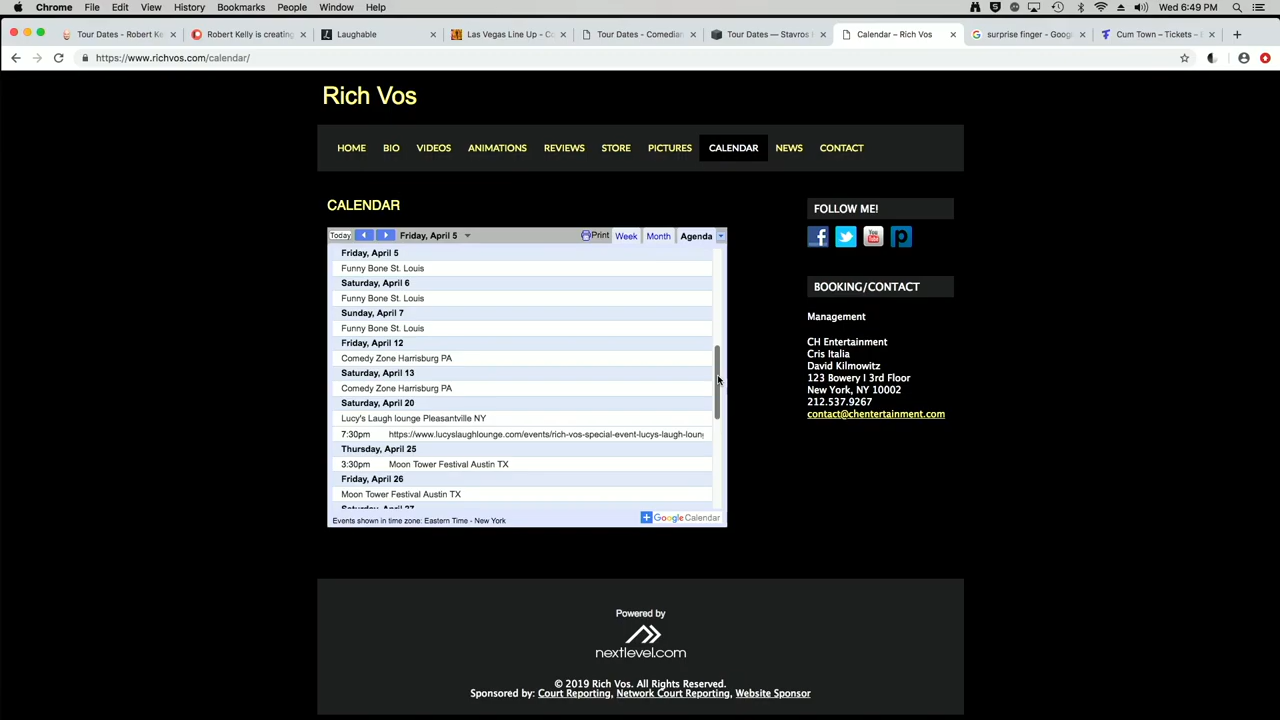 Chrome File Edit View History Bookmarks People Window Help Wed 6:49 PM
Tour Dates - Robert Ke
Robert Kelly is creating
Laughable
Las Vegas Line Up - Co
Tour Dates - Comedian
Tour Dates — Stavros
Calendar – Rich Vos
surprise finger - Goog
Cum Town – Tickets –
https://www.richvos.com/calendar/
Rich Vos
HOME BIO VIDEOS ANIMATIONS REVIEWS STORE PICTURES CALENDAR NEWS CONTACT
CALENDAR
Today Friday, April 5 Print Week Month Agenda
Friday, April 5
Funny Bone St. Louis
Saturday, April 6
Funny Bone St. Louis
Sunday, April 7
Funny Bone St. Louis
Friday, April 12
Comedy Zone Harrisburg PA
Saturday, April 13
Comedy Zone Harrisburg PA
Saturday, April 20
Lucy's Laugh lounge Pleasantville NY
7:30pm https://www.lucyslaughlounge.com/events/rich-vos-special-event-lucys-laugh-loun
Thursday, April 25
3:30pm Moon Tower Festival Austin TX
Friday, April 26
Moon Tower Festival Austin TX
Saturday, April 27
Events shown in time zone: Eastern Time - New York
Google Calendar
FOLLOW ME!
BOOKING/CONTACT
Management
CH Entertainment
Cris Italia
David Kilmowitz
123 Bowery I 3rd Floor
New York, NY 10002
212.537.9267
contact@chentertainment.com
Powered by
nextlevel.com
© 2019 Rich Vos. All Rights Reserved.
Sponsored by: Court Reporting, Network Court Reporting, Website Sponsor